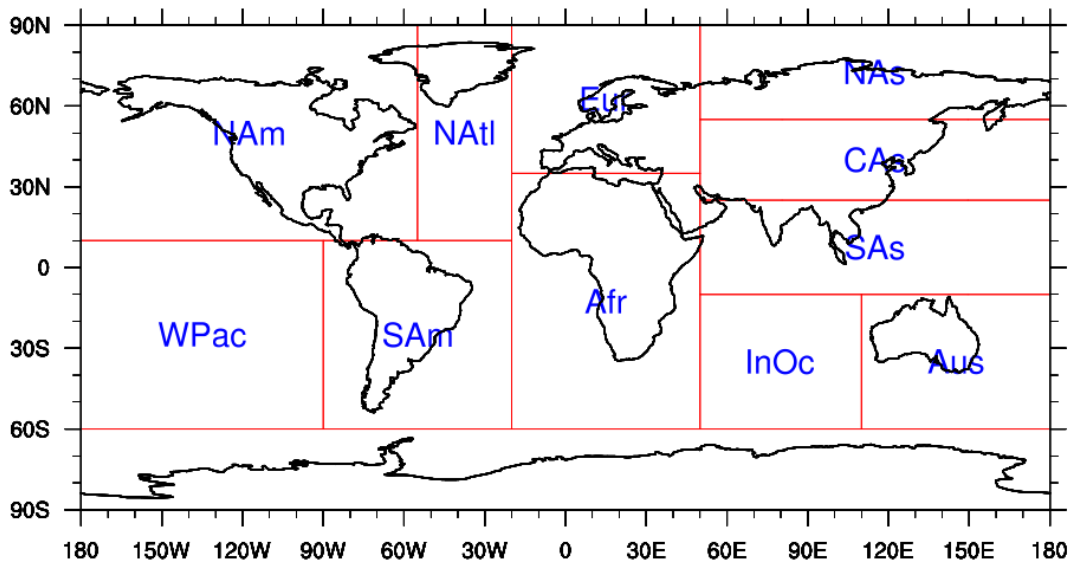 90N
NAs
60N
Eur
NAm
NAtl
CAs
30N
SAs
0
Afr
WPac
SAm
30S
InOc
Aus
60S
90S
180 150W 120W 90W 60W 30W 0 30E 60E 90E 120E 150E 180